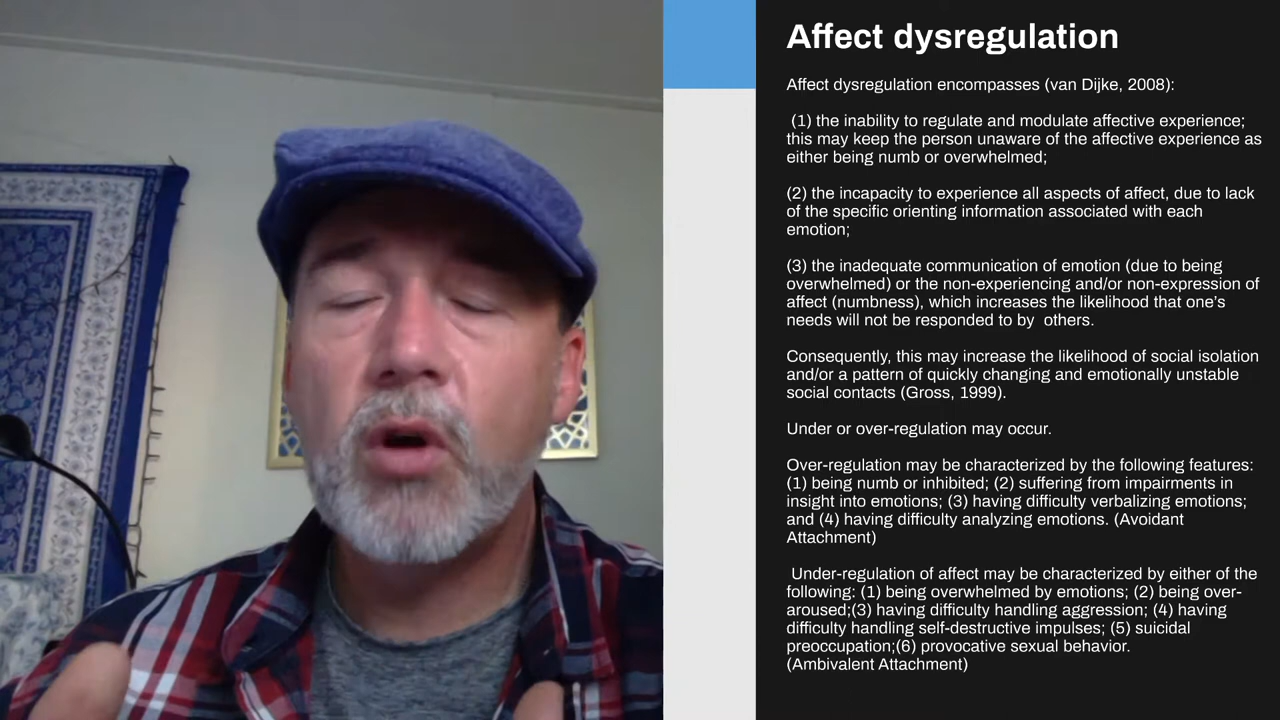 Affect dysregulation
Affect dysregulation encompasses (van Dijke, 2008):
(1) the inability to regulate and modulate affective experience;
this may keep the person unaware of the affective experience as
either being numb or overwhelmed;
(2) the incapacity to experience all aspects of affect, due to lack
of the specific orienting information associated with each
emotion;
(3) the inadequate communication of emotion (due to being
overwhelmed) or the non-experiencing and/or non-expression of
affect (numbness), which increases the likelihood that one's
needs will not be responded to by  others.
Consequently, this may increase the likelihood of social isolation
and/or a pattern of quickly changing and emotionally unstable
social contacts (Gross, 1999).
Under or over-regulation may occur.
Over-regulation may be characterized by the following features:
(1) being numb or inhibited; (2) suffering from impairments in
insight into emotions; (3) having difficulty verbalizing emotions;
and (4) having difficulty analyzing emotions. (Avoidant
Attachment)
Under-regulation of affect may be characterized by either of the
following: (1) being overwhelmed by emotions; (2) being over-
aroused;(3) having difficulty handling aggression; (4) having
difficulty handling self-destructive impulses; (5) suicidal
preoccupation;(6) provocative sexual behavior.
(Ambivalent Attachment)